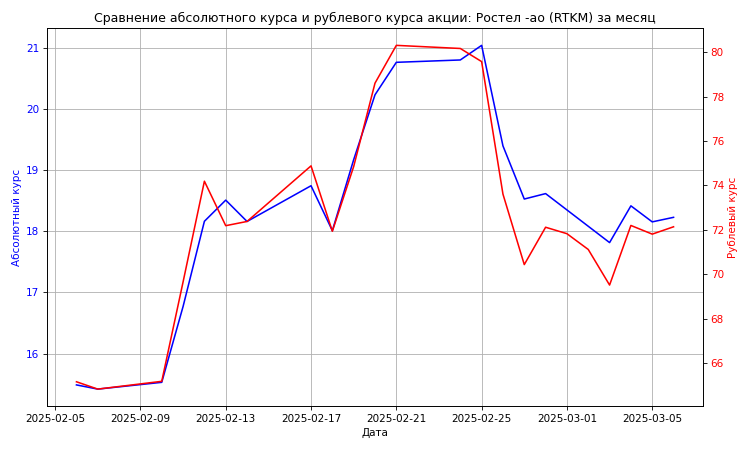 Сравнение абсолютного курса и рублевого курса акции: Ростел -ао (RTKM) за месяц
21
20
19
18
17
16
Абсолютный курс
80
78
76
74
72
70
68
66
Рублевый курс
2025-02-05 2025-02-09 2025-02-13 2025-02-17 2025-02-21 2025-02-25 2025-03-01 2025-03-05
Дата